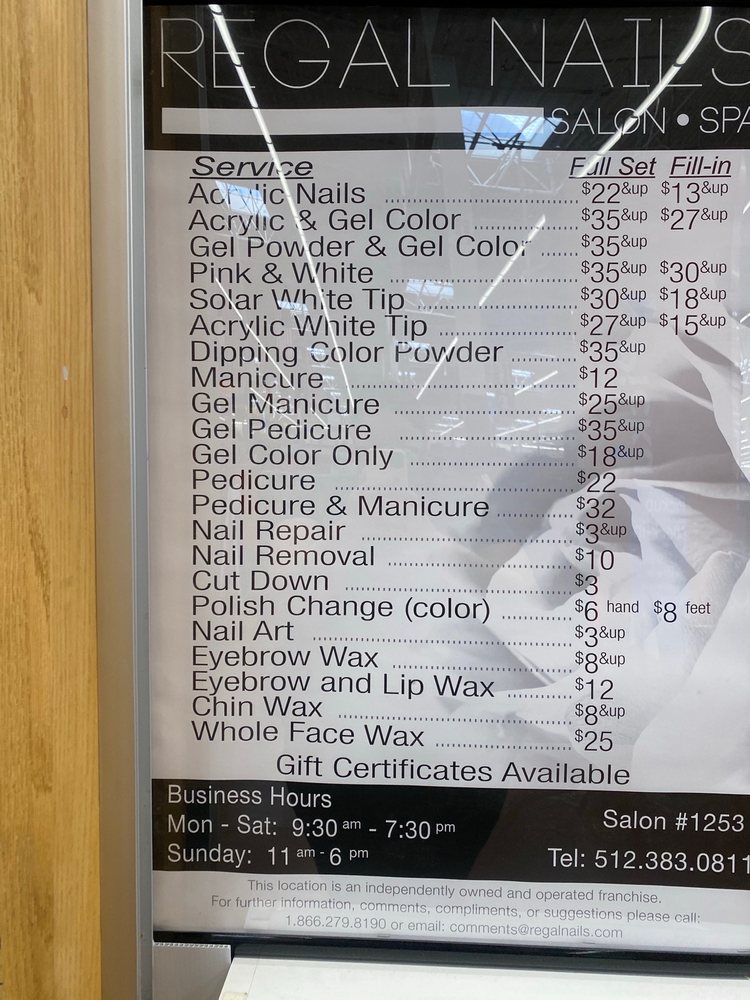 REGAL NAILS
SALON • SPA
Service Full Set Fill-in
Acrylic Nails $22&up $13&up
Acrylic & Gel Color $35&up $27&up
Gel Powder & Gel Color $35&up
Pink & White $35&up $30&up
Solar White Tip $30&up $18&up
Acrylic White Tip $27&up $15&up
Dipping Color Powder $35&up
Manicure $12
Gel Manicure $25&up
Gel Pedicure $35&up
Gel Color Only $18&up
Pedicure $22
Pedicure & Manicure $32
Nail Repair $3&up
Nail Removal $10
Cut Down $3
Polish Change (color) $6 hand $8 feet
Nail Art $3&up
Eyebrow Wax $8&up
Eyebrow and Lip Wax $12
Chin Wax $8&up
Whole Face Wax $25
Gift Certificates Available
Business Hours
Mon - Sat: 9:30 am - 7:30 pm
Sunday: 11 am - 6 pm
Salon #1253
Tel: 512.383.0811
This location is an independently owned and operated franchise.
For further information, comments, compliments, or suggestions please call:
1.866.279.8190 or email: comments@regalnails.com